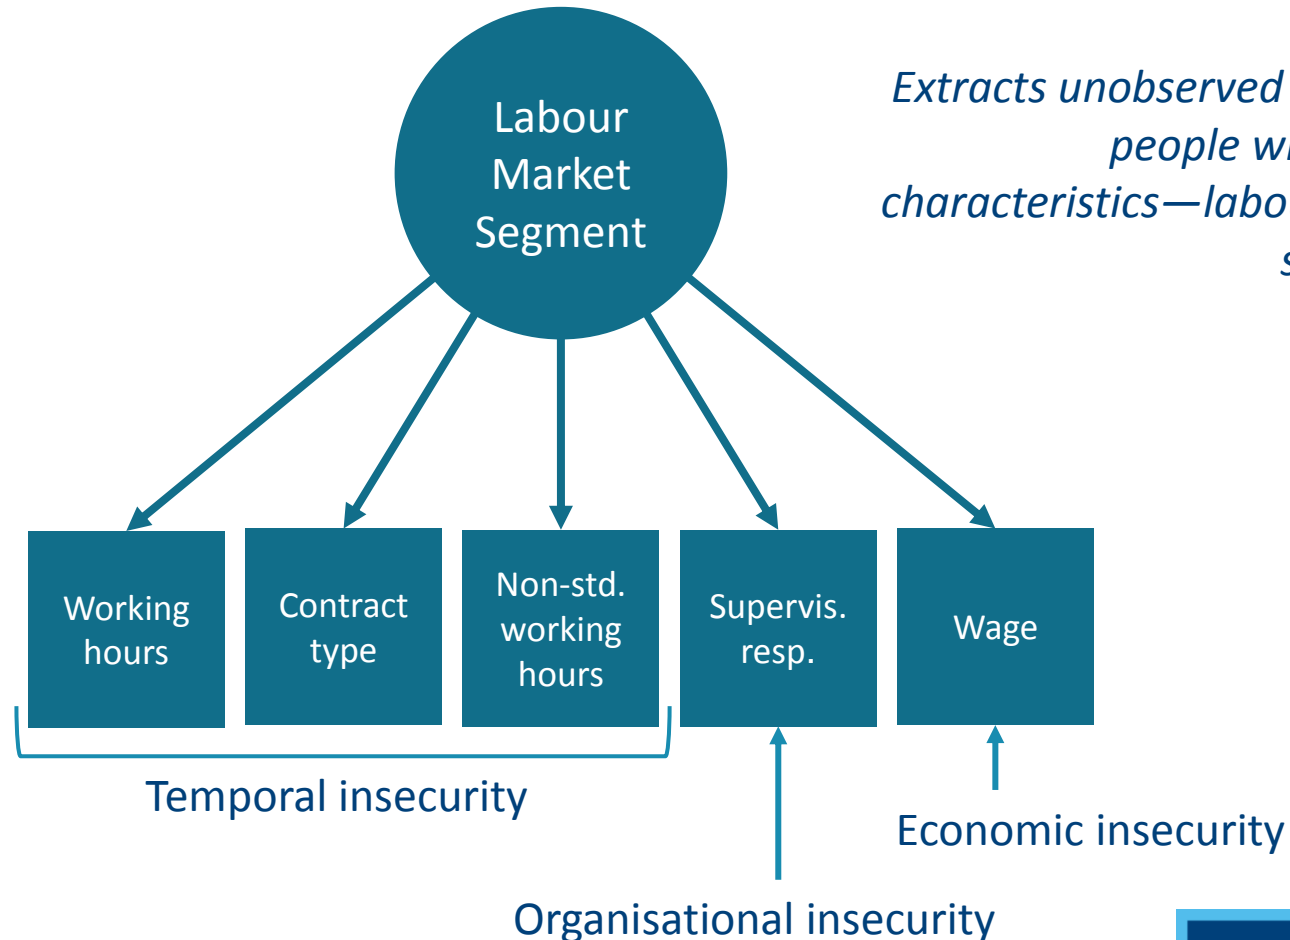 Labour
Market
Segment
Extracts unobserved
people
characteristics—
Working
hours
Contract
type
Non-std.
working
hours
Supervis.
resp.
Wage
Temporal insecurity
Economic insecurity
Organisational insecurity